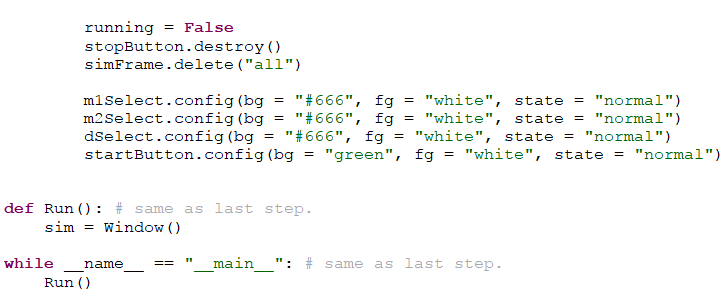 running = False
stopButton.destroy()
simFrame.delete("all")
m1Select.config(bg = "#666", fg = "white", state = "normal")
m2Select.config(bg = "#666", fg = "white", state = "normal")
dSelect.config(bg = "#666", fg = "white", state = "normal")
startButton.config(bg = "green", fg = "white", state = "normal")
def Run(): # same as last step.
sim = Window()
while __name__ == "__main__": # same as last step.
Run()